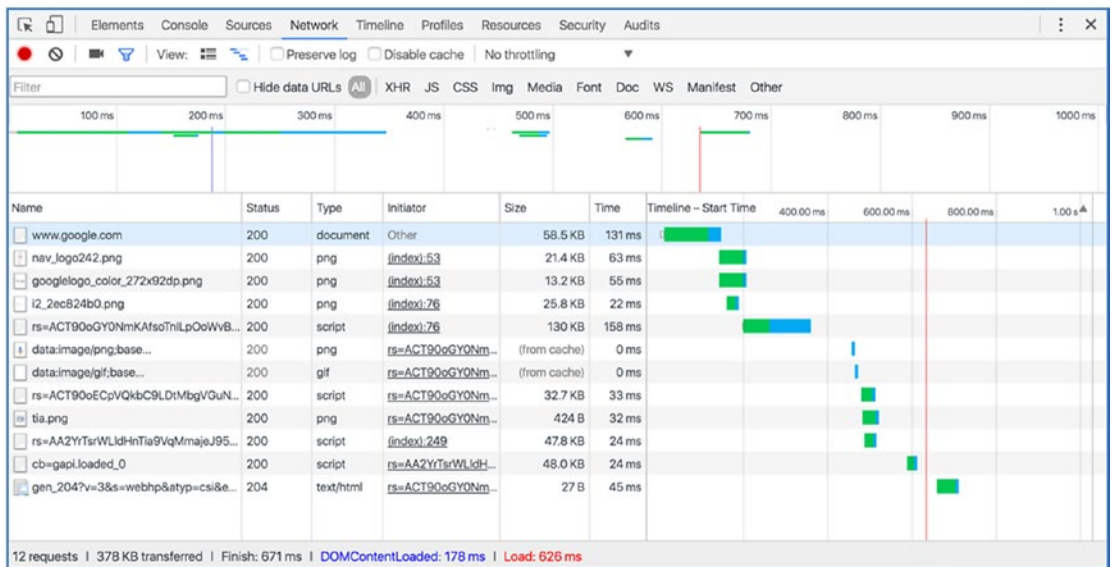 Elements Console Sources Network Timeline Profiles Resources Security Audits
View: Preserve log Disable cache No throttling
Filter Hide data URLs All XHR JS CSS Img Media Font Doc WS Manifest Other
100 ms 200 ms 300 ms 400 ms 500 ms 600 ms 700 ms 800 ms 900 ms 1000 ms
Name Status Type Initiator Size Time Timeline – Start Time 400.00 ms 600.00 ms 800.00 ms 1.00 s
www.google.com 200 document Other 58.5 KB 131 ms
nav_logo242.png 200 png (index):53 21.4 KB 63 ms
googlelogo_color_272x92dp.png 200 png (index):53 13.2 KB 55 ms
i2_2ec824b0.png 200 png (index):76 25.8 KB 22 ms
rs=ACT90oGY0NmKAfsoTnILpOoWvB... 200 script (index):76 130 KB 158 ms
data:image/png;base... 200 png rs=ACT90oGY0Nm... (from cache) 0 ms
data:image/gif;base... 200 gif rs=ACT90oGY0Nm... (from cache) 0 ms
rs=ACT90oECpVQkbC9LDtMbgVGuN... 200 script rs=ACT90oGY0Nm... 32.7 KB 33 ms
tia.png 200 png rs=ACT90oGY0Nm... 424 B 32 ms
rs=AA2YrTsrWLIdHnTia9VqMmajeJ95... 200 script (index):249 47.8 KB 24 ms
cb=gapi.loaded_0 200 script rs=AA2YrTsrWLIdH... 48.0 KB 24 ms
gen_204?v=3&s=webhp&atyp=csi&e... 204 text/html rs=ACT90oGY0Nm... 27 B 45 ms
12 requests | 378 KB transferred | Finish: 671 ms | DOMContentLoaded: 178 ms | Load: 626 ms